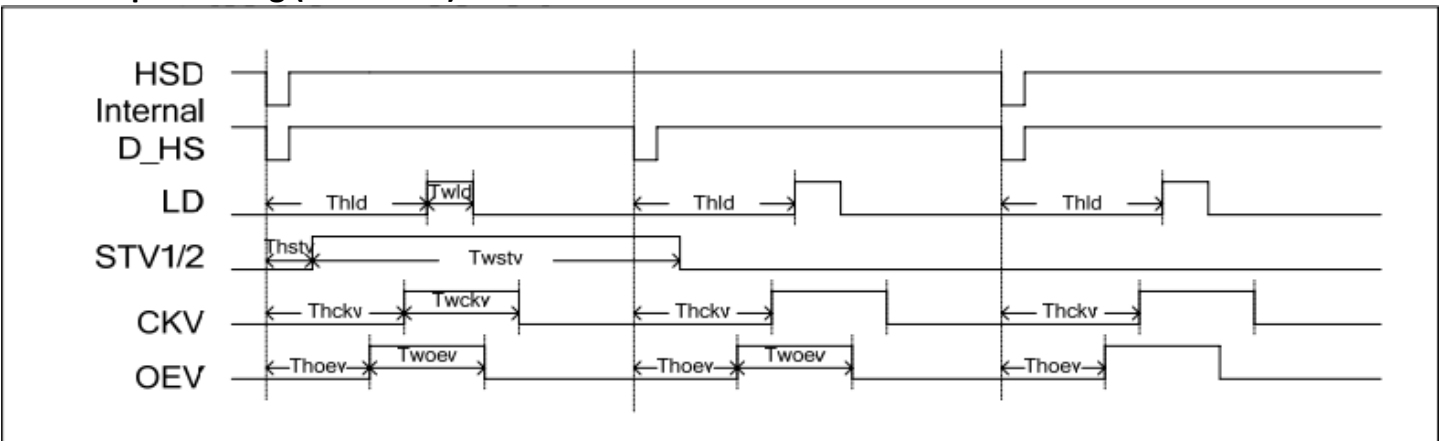 HSD
Internal
D_HS
LD Thld Twld Thld Thld
STV1/2 Thstv Twstv
CKV Thckv Twckv Thckv Thckv
OEV Thoev Twoev Thoev Twoev Thoev